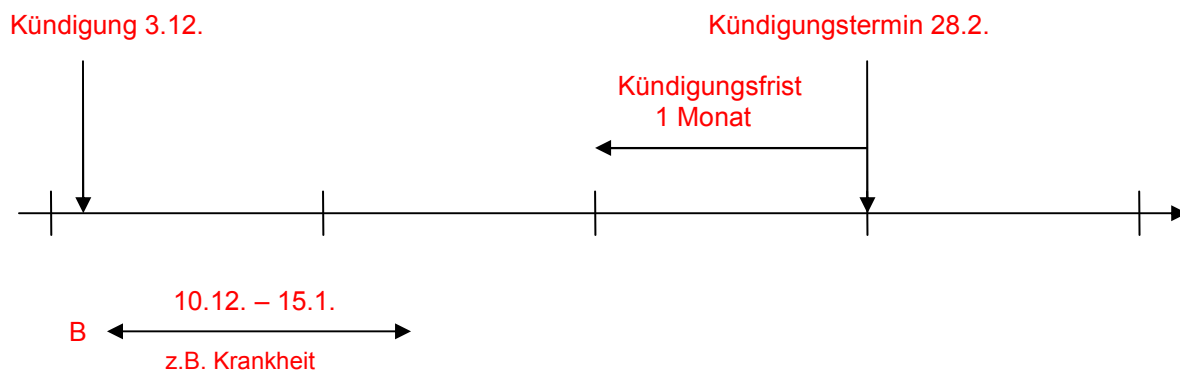 Kündigung 3.12.
Kündigungstermin 28.2.
Kündigungsfrist
1 Monat
10.12. – 15.1.
B
z.B. Krankheit